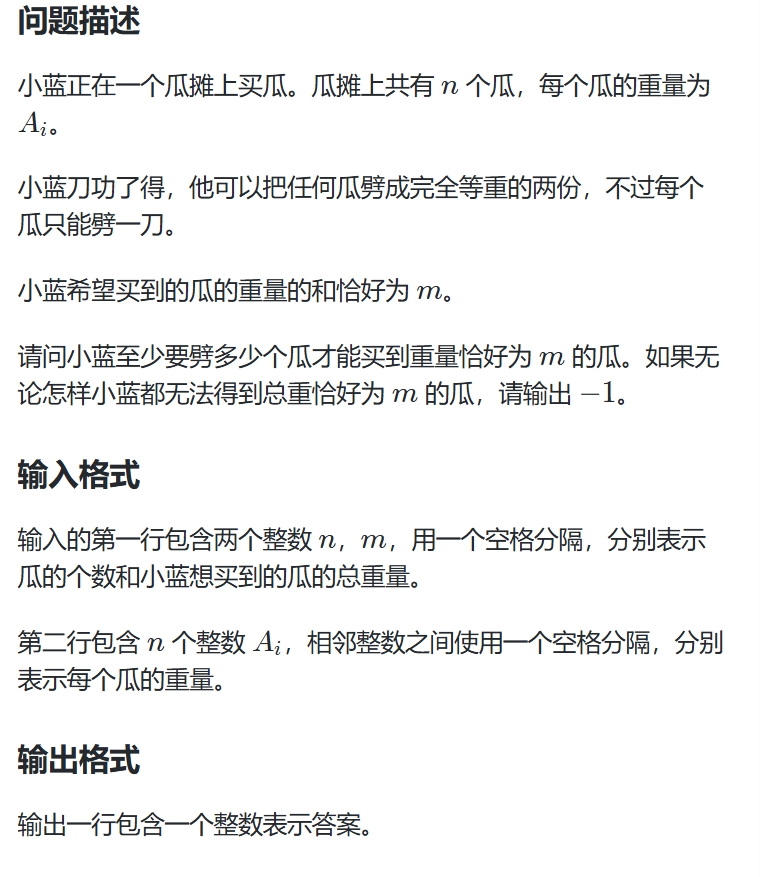 问题描述
小蓝正在一个瓜摊上买瓜。瓜摊上共有 n 个瓜，每个瓜的重量为
Aᵢ。
小蓝刀功了得，他可以把任何瓜劈成完全等重的两份，不过每个
瓜只能劈一刀。
小蓝希望买到的瓜的重量的和恰好为 m。
请问小蓝至少要劈多少个瓜才能买到重量恰好为 m 的瓜。如果无
论怎样小蓝都无法得到总重恰好为 m 的瓜，请输出 −1。
输入格式
输入的第一行包含两个整数 n，m，用一个空格分隔，分别表示
瓜的个数和小蓝想买到的瓜的总重量。
第二行包含 n 个整数 Aᵢ，相邻整数之间使用一个空格分隔，分别
表示每个瓜的重量。
输出格式
输出一行包含一个整数表示答案。